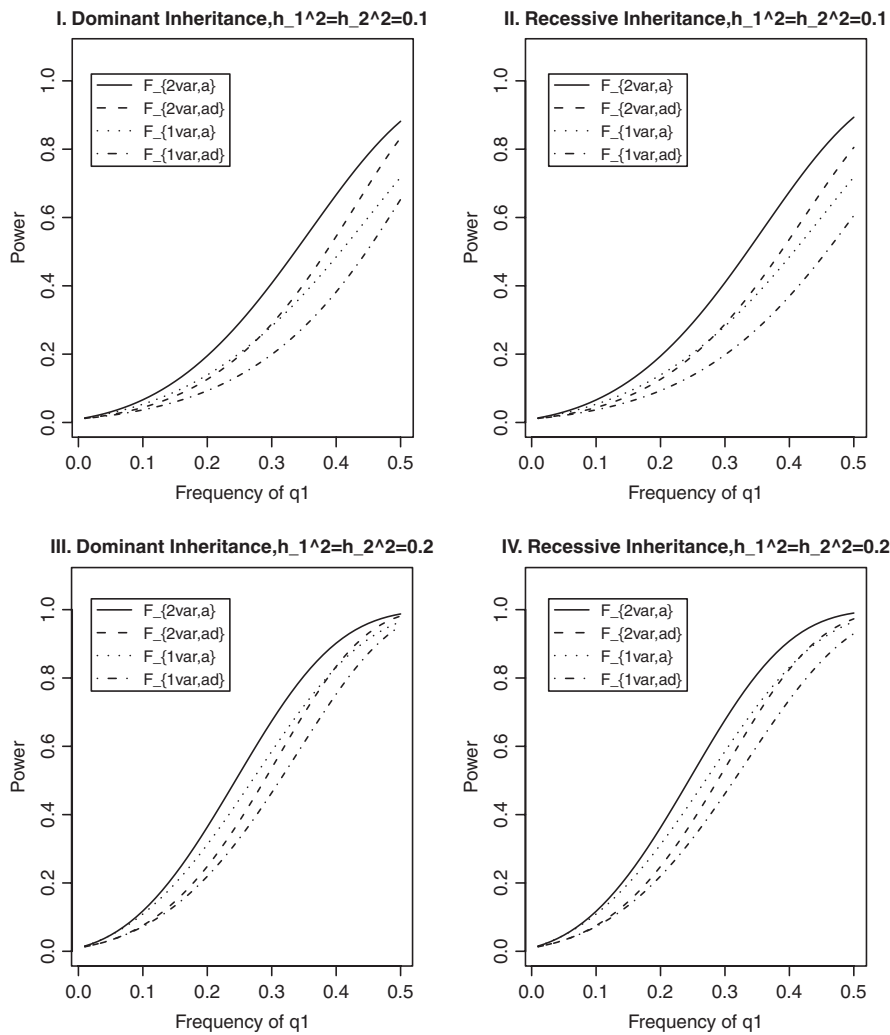 I. Dominant Inheritance,h_1^2=h_2^2=0.1
F_{2var,a}
F_{2var,ad}
F_{1var,a}
F_{1var,ad}
Power
0.0
0.2
0.4
0.6
0.8
1.0
0.0 0.1 0.2 0.3 0.4 0.5
Frequency of q1
II. Recessive Inheritance,h_1^2=h_2^2=0.1
F_{2var,a}
F_{2var,ad}
F_{1var,a}
F_{1var,ad}
Power
0.0
0.2
0.4
0.6
0.8
1.0
0.0 0.1 0.2 0.3 0.4 0.5
Frequency of q1
III. Dominant Inheritance,h_1^2=h_2^2=0.2
F_{2var,a}
F_{2var,ad}
F_{1var,a}
F_{1var,ad}
Power
0.0
0.2
0.4
0.6
0.8
1.0
0.0 0.1 0.2 0.3 0.4 0.5
Frequency of q1
IV. Recessive Inheritance,h_1^2=h_2^2=0.2
F_{2var,a}
F_{2var,ad}
F_{1var,a}
F_{1var,ad}
Power
0.0
0.2
0.4
0.6
0.8
1.0
0.0 0.1 0.2 0.3 0.4 0.5
Frequency of q1